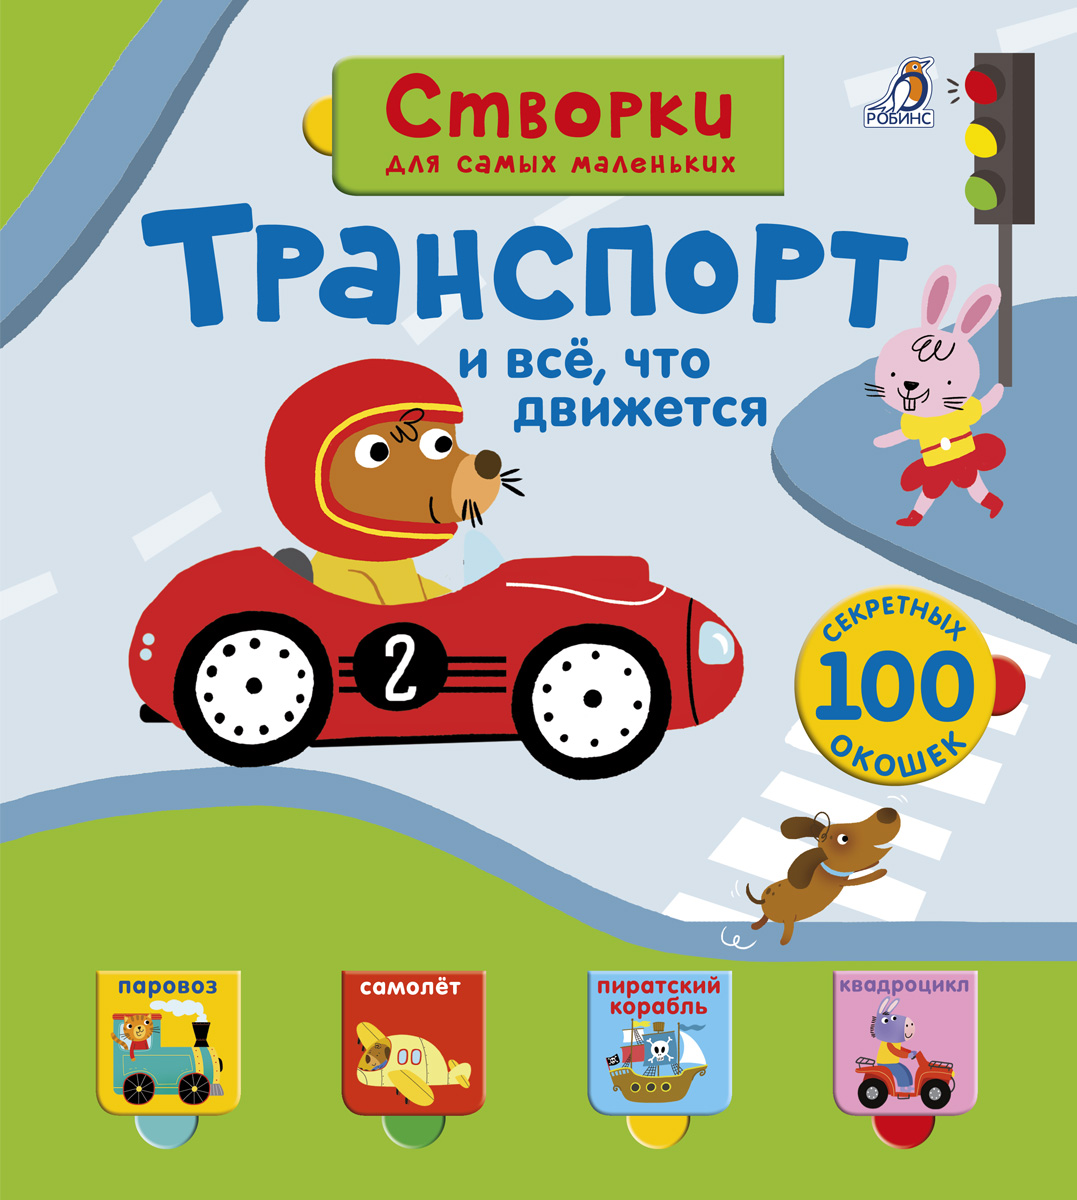 Створки
для самых маленьких
РОБИНС
Транспорт
и всё, что
движется
2
СЕКРЕТНЫХ
100
ОКОШЕК
паровоз
самолёт
пиратский
корабль
квадроцикл